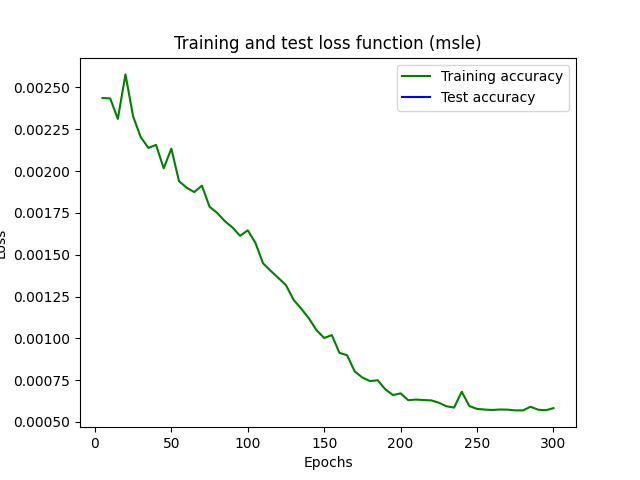 Training and test loss function (msle)
Training accuracy
Test accuracy
0.00250
0.00225
0.00200
0.00175
0.00150
0.00125
0.00100
0.00075
0.00050
Loss
0 50 100 150 200 250 300
Epochs